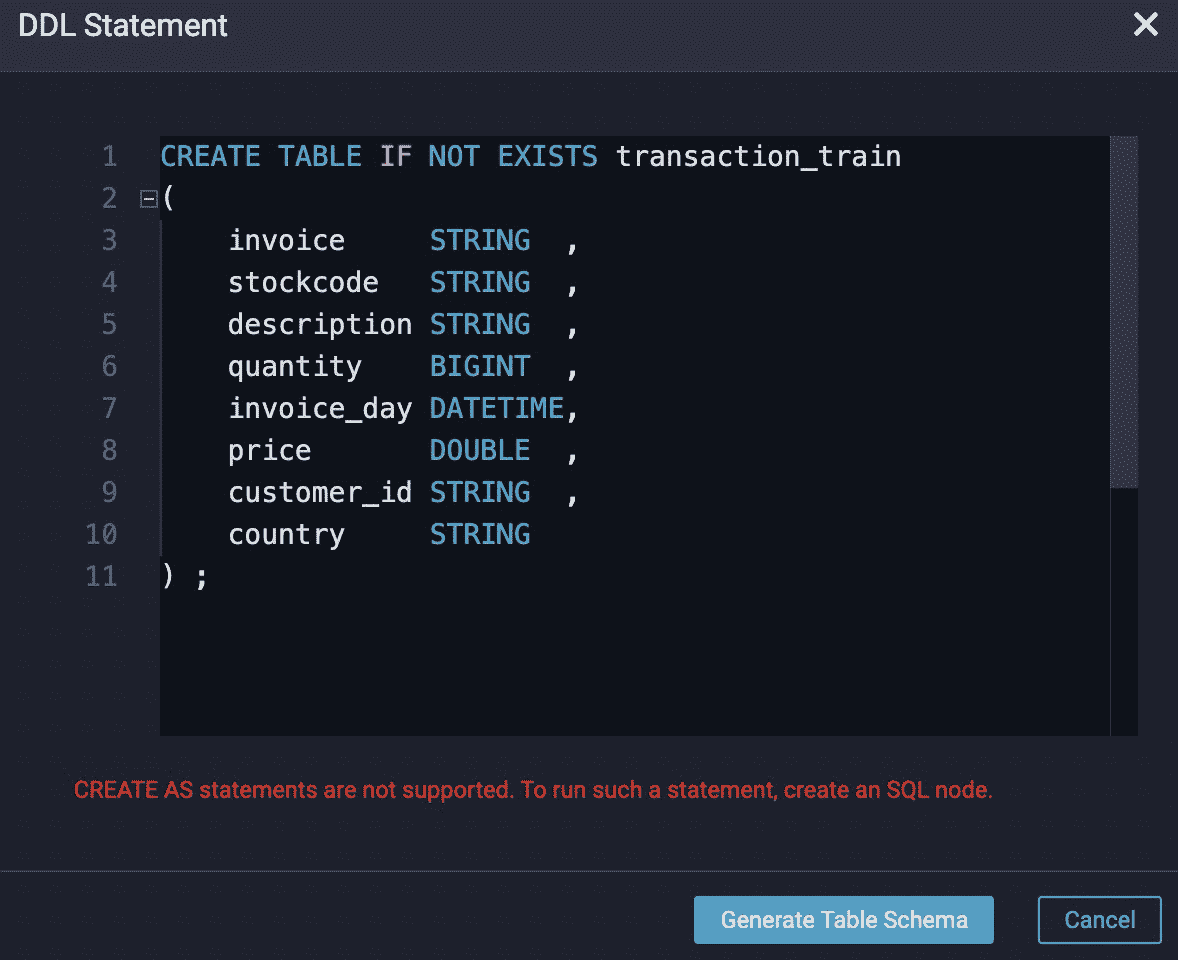 DDL Statement
1 CREATE TABLE IF NOT EXISTS transaction_train
2 (
3 invoice STRING ,
4 stockcode STRING ,
5 description STRING ,
6 quantity BIGINT ,
7 invoice_day DATETIME,
8 price DOUBLE ,
9 customer_id STRING ,
10 country STRING
11 ) ;
CREATE AS statements are not supported. To run such a statement, create an SQL node.
Generate Table Schema Cancel